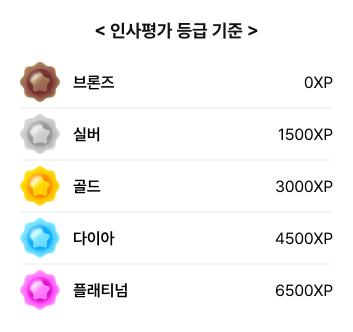 < 인사평가 등급 기준 >
브론즈 0XP
실버 1500XP
골드 3000XP
다이아 4500XP
플래티넘 6500XP